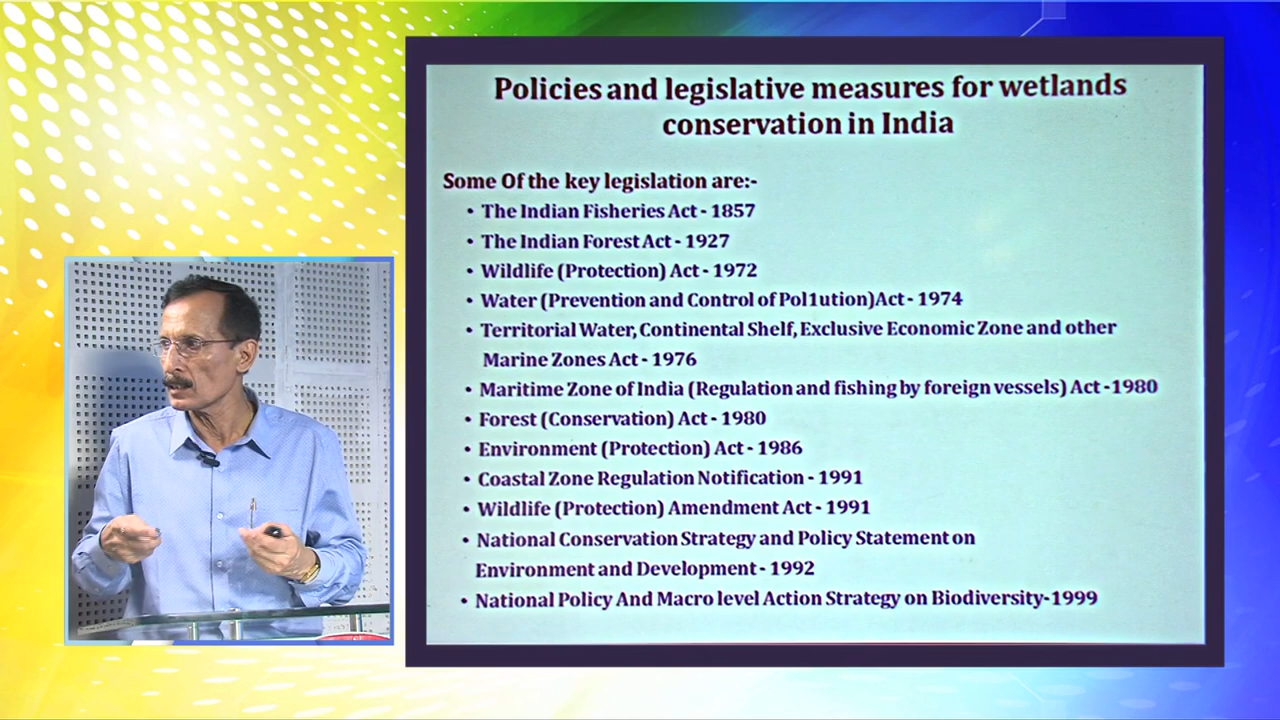 Policies and legislative measures for wetlands
conservation in India
Some Of the key legislation are:-
• The Indian Fisheries Act - 1857
• The Indian Forest Act - 1927
• Wildlife (Protection) Act - 1972
• Water (Prevention and Control of Pol1ution)Act - 1974
• Territorial Water, Continental Shelf, Exclusive Economic Zone and other
Marine Zones Act - 1976
• Maritime Zone of India (Regulation and fishing by foreign vessels) Act -1980
• Forest (Conservation) Act - 1980
• Environment (Protection) Act - 1986
• Coastal Zone Regulation Notification - 1991
• Wildlife (Protection) Amendment Act - 1991
• National Conservation Strategy and Policy Statement on
Environment and Development - 1992
• National Policy And Macro level Action Strategy on Biodiversity-1999